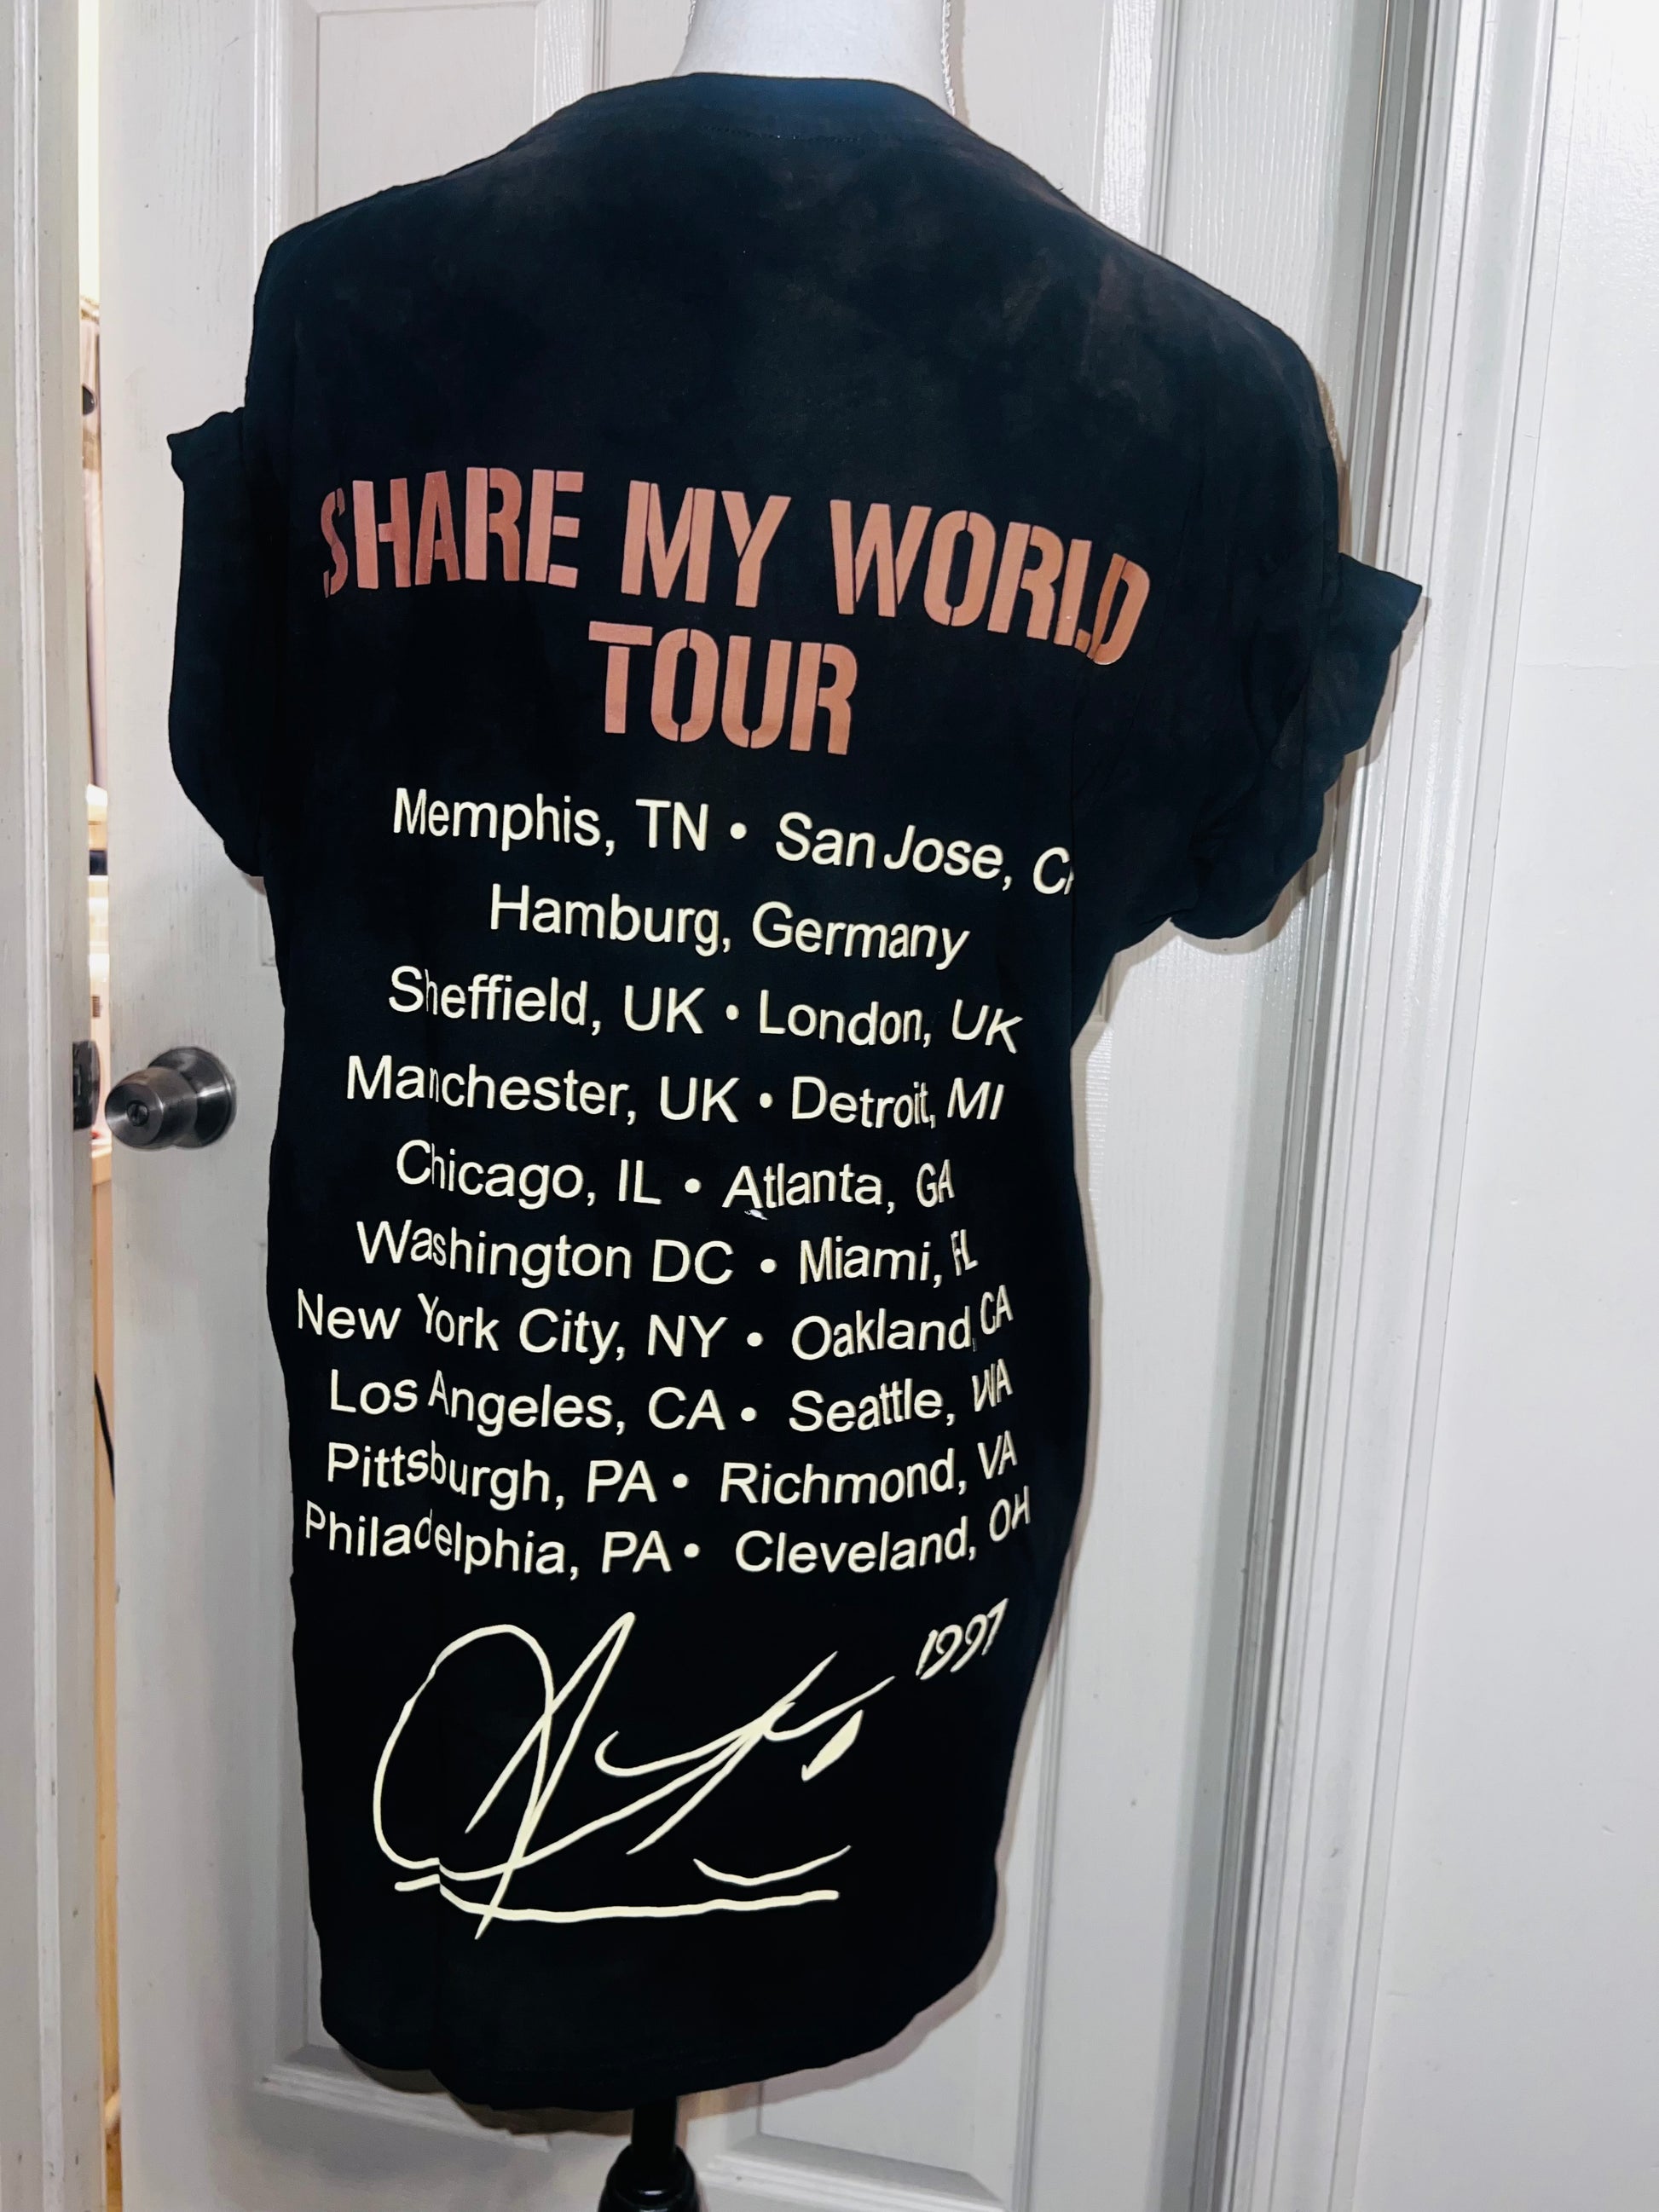 SHARE MY WORLD
TOUR
Memphis, TN • San Jose, CA
Hamburg, Germany
Sheffield, UK • London, UK
Manchester, UK • Detroit, MI
Chicago, IL • Atlanta, GA
Washington DC • Miami, FL
New York City, NY • Oakland, CA
Los Angeles, CA • Seattle, WA
Pittsburgh, PA • Richmond, VA
Philadelphia, PA • Cleveland, OH
1997